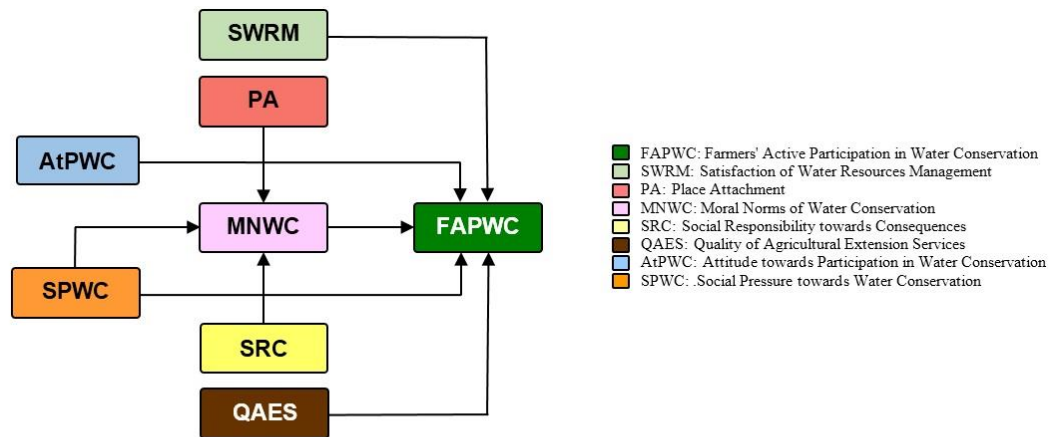 SWRM
PA
AtPWC
MNWC
FAPWC
SPWC
SRC
QAES
FAPWC: Farmers' Active Participation in Water Conservation
SWRM: Satisfaction of Water Resources Management
PA: Place Attachment
MNWC: Moral Norms of Water Conservation
SRC: Social Responsibility towards Consequences
QAES: Quality of Agricultural Extension Services
AtPWC: Attitude towards Participation in Water Conservation
SPWC: .Social Pressure towards Water Conservation